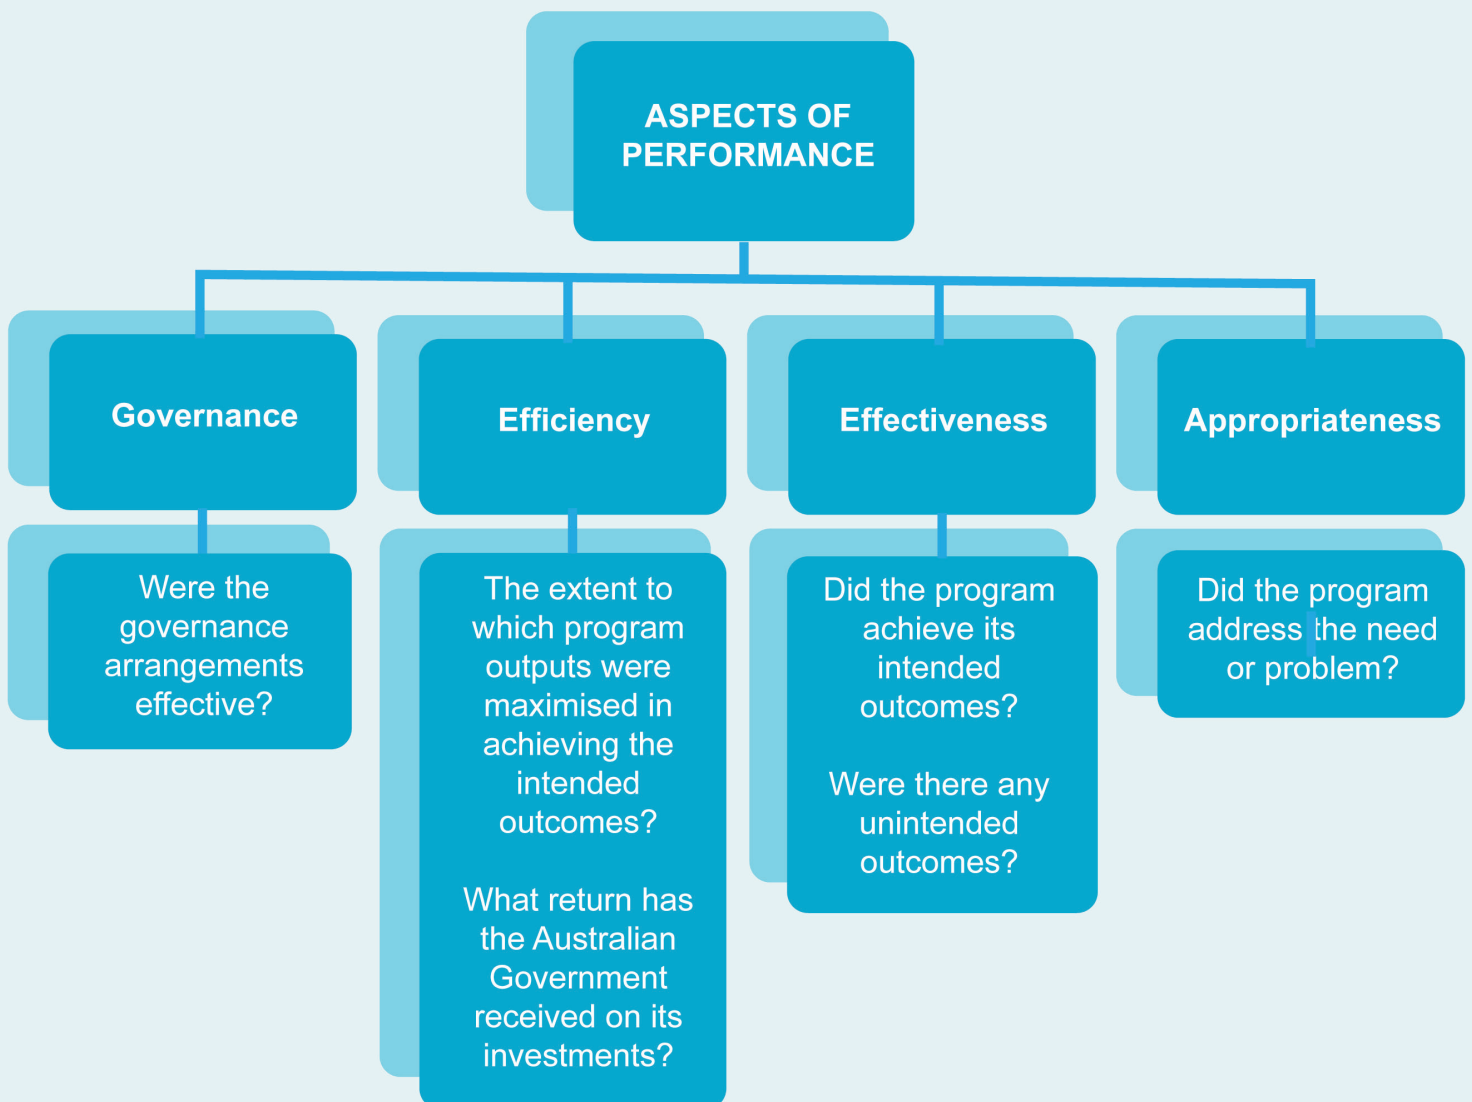 ASPECTS OF
PERFORMANCE
Governance
Efficiency
Effectiveness
Appropriateness
Were the
governance
arrangements
effective?
The extent to
which program
outputs were
maximised in
achieving the
intended
outcomes?
What return has
the Australian
Government
received on its
investments?
Did the program
achieve its
intended
outcomes?
Were there any
unintended
outcomes?
Did the program
address the need
or problem?